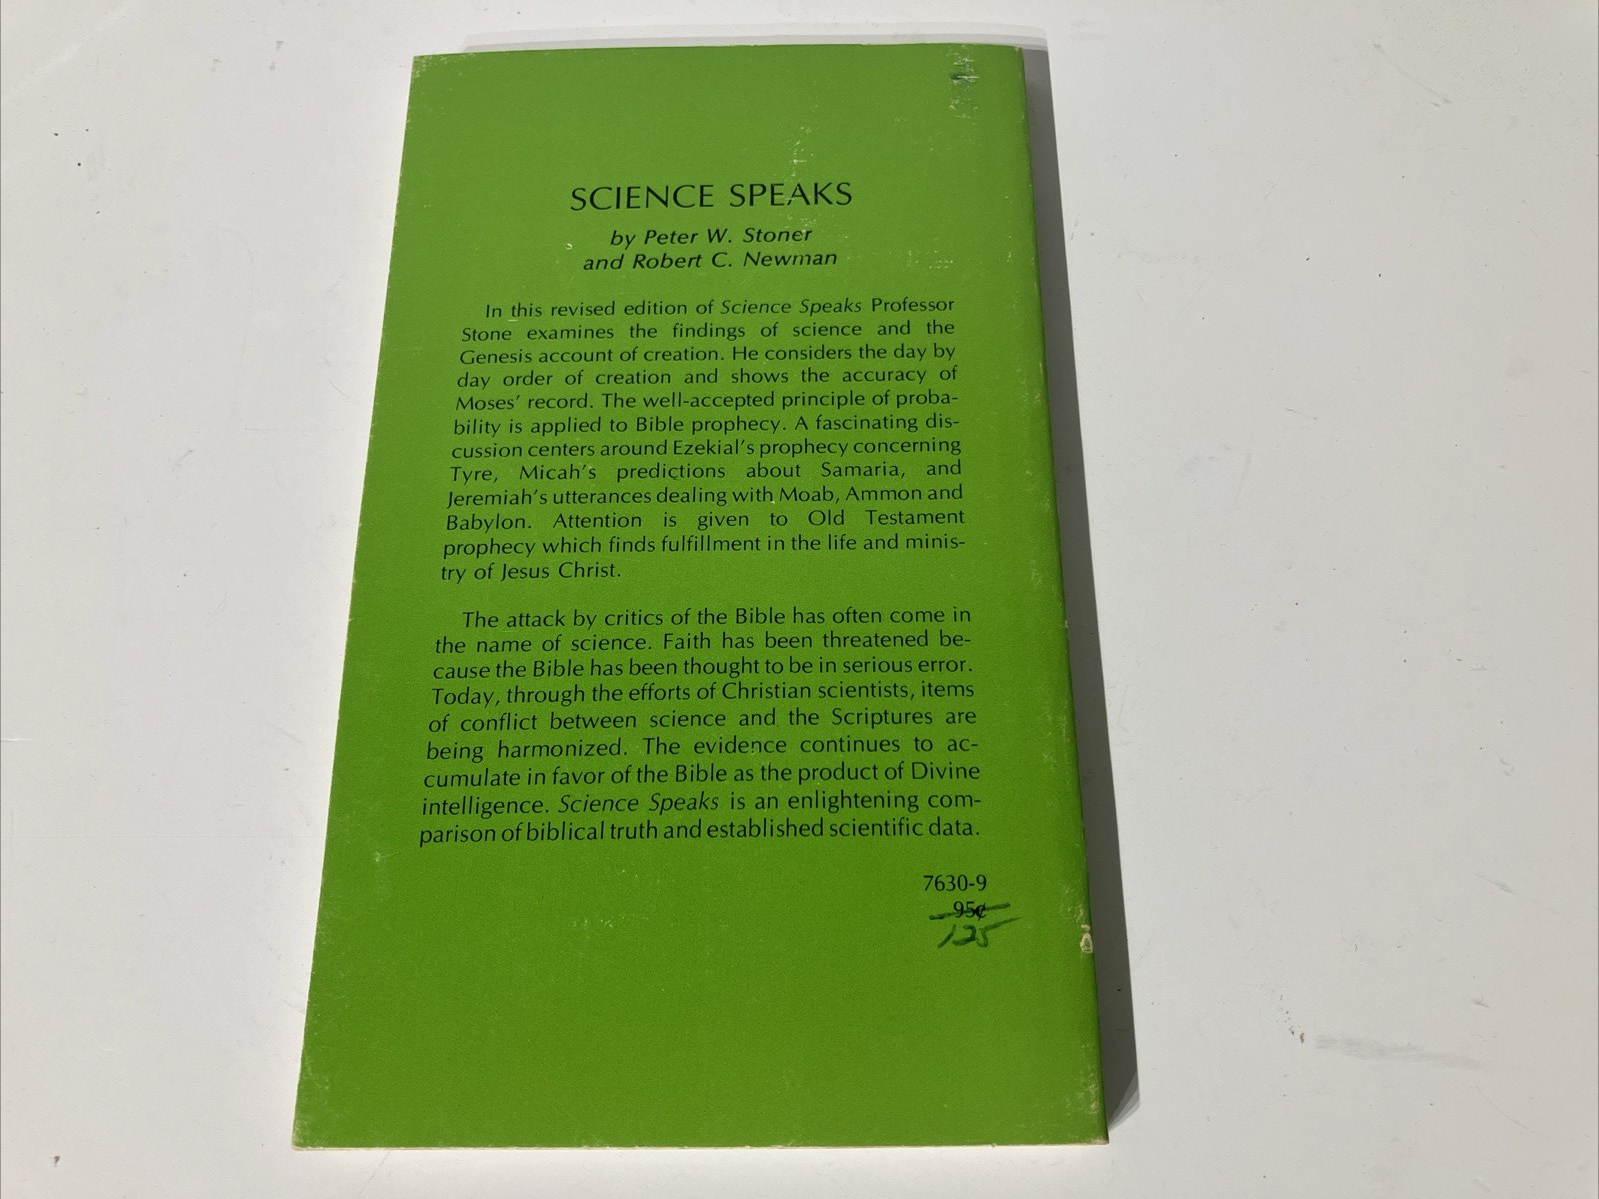 SCIENCE SPEAKS
by Peter W. Stoner
and Robert C. Newman
In this revised edition of Science Speaks Professor
Stone examines the findings of science and the
Genesis account of creation. He considers the day by
day order of creation and shows the accuracy of
Moses' record. The well-accepted principle of proba-
bility is applied to Bible prophecy. A fascinating dis-
cussion centers around Ezekial's prophecy concerning
Tyre, Micah's predictions about Samaria, and
Jeremiah's utterances dealing with Moab, Ammon and
Babylon. Attention is given to Old Testament
prophecy which finds fulfillment in the life and minis-
try of Jesus Christ.
The attack by critics of the Bible has often come in
the name of science. Faith has been threatened be-
cause the Bible has been thought to be in serious error.
Today, through the efforts of Christian scientists, items
of conflict between science and the Scriptures are
being harmonized. The evidence continues to ac-
cumulate in favor of the Bible as the product of Divine
intelligence. Science Speaks is an enlightening com-
parison of biblical truth and established scientific data.
7630-9
95¢
125